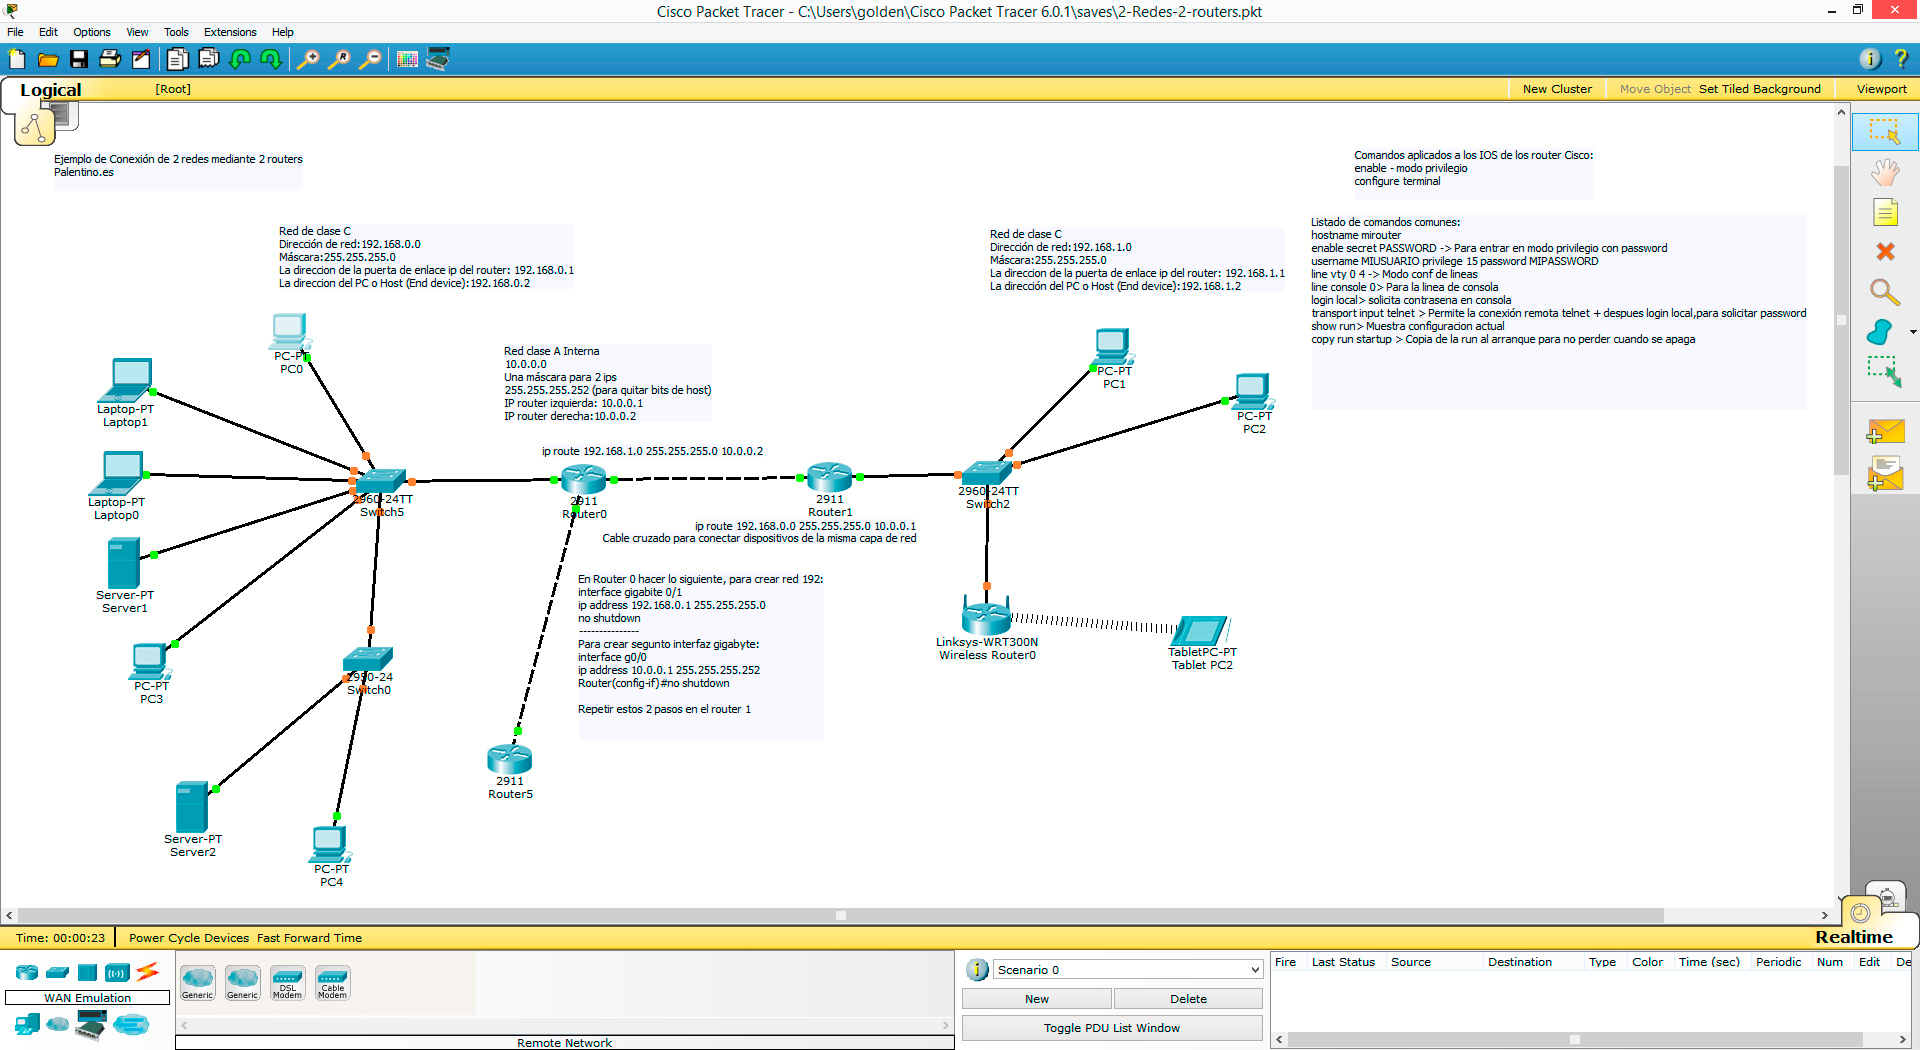 Cisco Packet Tracer - C:\Users\golden\Cisco Packet Tracer 6.0.1\saves\2-Redes-2-routers.pkt
File Edit Options View Tools Extensions Help
Logical [Root] New Cluster Move Object Set Tiled Background Viewport
Ejemplo de Conexión de 2 redes mediante 2 routers
Palentino.es
Comandos aplicados a los IOS de los router Cisco:
enable - modo privilegio
configure terminal
Red de clase C
Dirección de red:192.168.0.0
Máscara:255.255.255.0
La direccion de la puerta de enlace ip del router: 192.168.0.1
La direccion del PC o Host (End device):192.168.0.2
Red de clase C
Dirección de red:192.168.1.0
Máscara:255.255.255.0
La direccion de la puerta de enlace ip del router: 192.168.1.1
La dirección del PC o Host (End device):192.168.1.2
Listado de comandos comunes:
hostname mirouter
enable secret PASSWORD -> Para entrar en modo privilegio con password
username MIUSUARIO privilege 15 password MIPASSWORD
line vty 0 4 -> Modo conf de lineas
line console 0> Para la linea de consola
login local> solicita contrasena en consola
transport input telnet > Permite la conexión remota telnet + despues login local,para solicitar password
show run> Muestra configuracion actual
copy run startup > Copia de la run al arranque para no perder cuando se apaga
PC-PT
PC0
Red clase A Interna
10.0.0.0
Una máscara para 2 ips
255.255.255.252 (para quitar bits de host)
IP router izquierda: 10.0.0.1
IP router derecha:10.0.0.2
PC-PT
PC1
Laptop-PT
Laptop1
PC-PT
PC2
ip route 192.168.1.0 255.255.255.0 10.0.0.2
Laptop-PT
Laptop0
2960-24TT
Switch5
2911
Router0
2911
Router1
2960-24TT
Switch2
ip route 192.168.0.0 255.255.255.0 10.0.0.1
Cable cruzado para conectar dispositivos de la misma capa de red
Server-PT
Server1
En Router 0 hacer lo siguiente, para crear red 192:
interface gigabite 0/1
ip address 192.168.0.1 255.255.255.0
no shutdown
---------------
Para crear segunto interfaz gigabyte:
interface g0/0
ip address 10.0.0.1 255.255.255.252
Router(config-if)#no shutdown
Repetir estos 2 pasos en el router 1
Linksys-WRT300N
Wireless Router0
TabletPC-PT
Tablet PC2
PC-PT
PC3
2950-24
Switch0
2911
Router5
Server-PT
Server2
PC-PT
PC4
Time: 00:00:23 Power Cycle Devices Fast Forward Time
Realtime
WAN Emulation
Generic
Generic
DSL Modem
Cable Modem
Remote Network
Scenario 0
New Delete
Toggle PDU List Window
Fire Last Status Source Destination Type Color Time (sec) Periodic Num Edit De